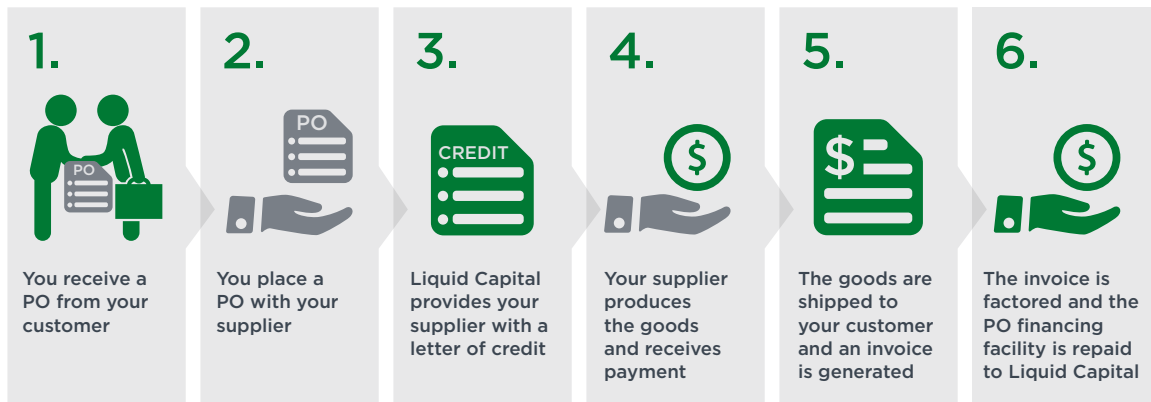 1.
PO
You receive a
PO from your
customer
2.
PO
You place a
PO with your
supplier
3.
CREDIT
Liquid Capital
provides your
supplier with a
letter of credit
4.
$
Your supplier
produces
the goods
and receives
payment
5.
$
The goods are
shipped to
your customer
and an invoice
is generated
6.
$
The invoice is
factored and the
PO financing
facility is repaid
to Liquid Capital